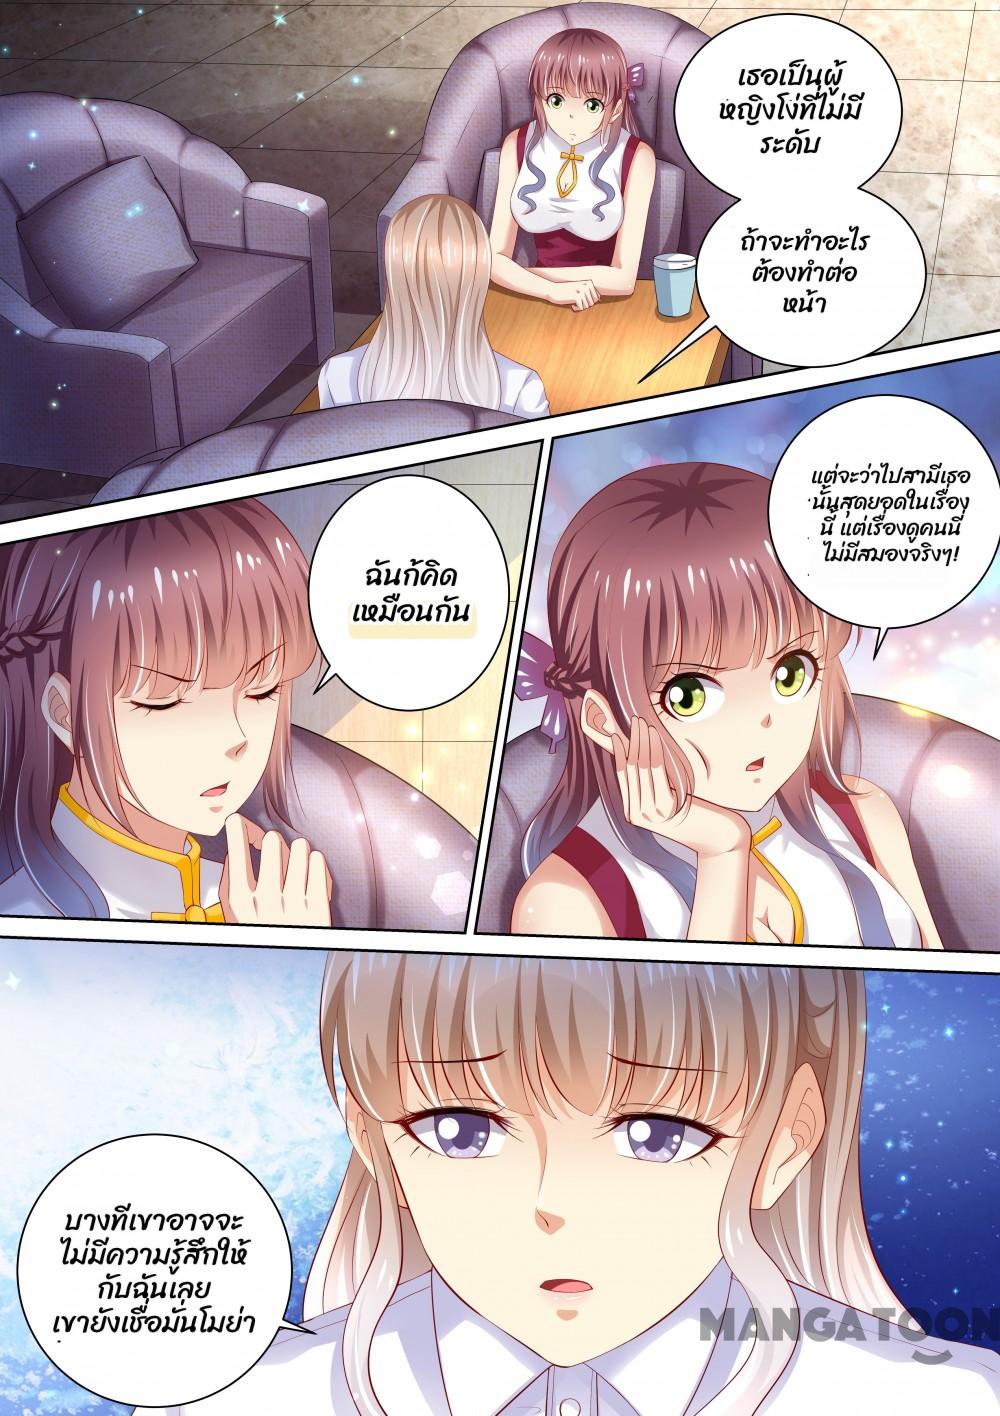 เธอเป็นผู้
หญิงโง่ที่ไม่มี
ระดับ
ถ้าจะทำอะไร
ต้องทำต่อ
หน้า
แต่จะว่าไปสามีเธอ
นั้นสุดยอดในเรื่อง
นี้ แต่เรื่องดูคนนี่
ไม่มีสมองจริงๆ!
ฉันก้คิด
เหมือนกัน
บางทีเขาอาจจะ
ไม่มีความรู้สึกให้
กับฉันเลย
เขายังเชื่อมั่นโมย่า
MANGATOON